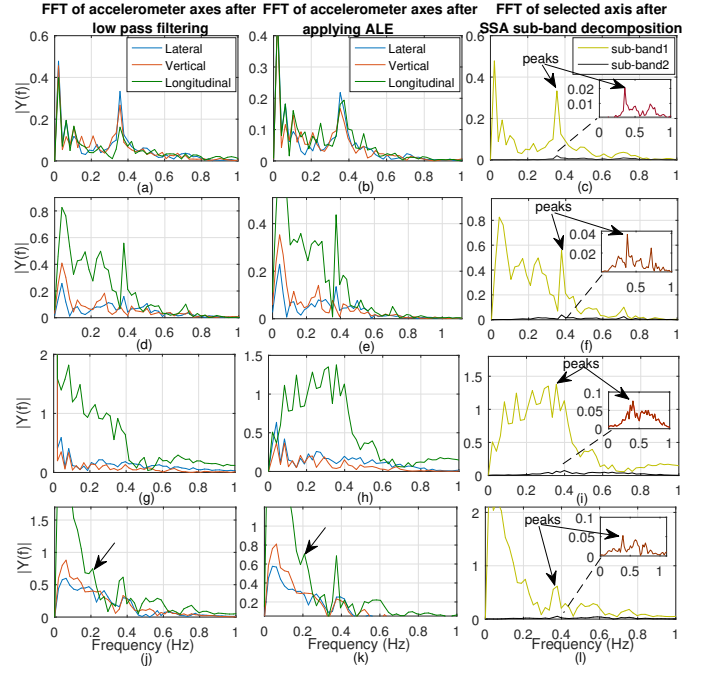 FFT of accelerometer axes after
low pass filtering
FFT of accelerometer axes after
applying ALE
FFT of selected axis after
SSA sub-band decomposition
|Y(f)|
0.6
0.4
0.2
0
Lateral
Vertical
Longitudinal
0 0.2 0.4 0.6 0.8 1
(a)
0.4
0.3
0.2
0.1
0
Lateral
Vertical
Longitudinal
0 0.2 0.4 0.6 0.8 1
(b)
0.6
0.4
0.2
0
sub-band1
sub-band2
peaks
0.02
0.01
0
0 0.5 1
0 0.2 0.4 0.6 0.8 1
(c)
|Y(f)|
0.8
0.6
0.4
0.2
0
0.2 0.4 0.6 0.8 1
(d)
0.4
0.2
0
0.2 0.4 0.6 0.8 1
(e)
0.8
0.6
0.4
0.2
0
peaks
0.04
0.02
0.5 1
0.2 0.4 0.6 0.8 1
(f)
|Y(f)|
2
1
0
0 0.2 0.4 0.6 0.8 1
(g)
1.5
1
0.5
0
0 0.2 0.4 0.6 0.8 1
(h)
1.5
1
0.5
0
peaks
0.1
0.05
0
0 0.5 1
0 0.2 0.4 0.6 0.8 1
(i)
|Y(f)|
1.5
1
0.5
0
0 0.2 0.4 0.6 0.8 1
Frequency (Hz)
(j)
1
0.8
0.6
0.4
0.2
0 0.2 0.4 0.6 0.8 1
Frequency (Hz)
(k)
2
1
0
peaks
0.1
0.05
0
0 0.5 1
0 0.2 0.4 0.6 0.8 1
Frequency (Hz)
(l)